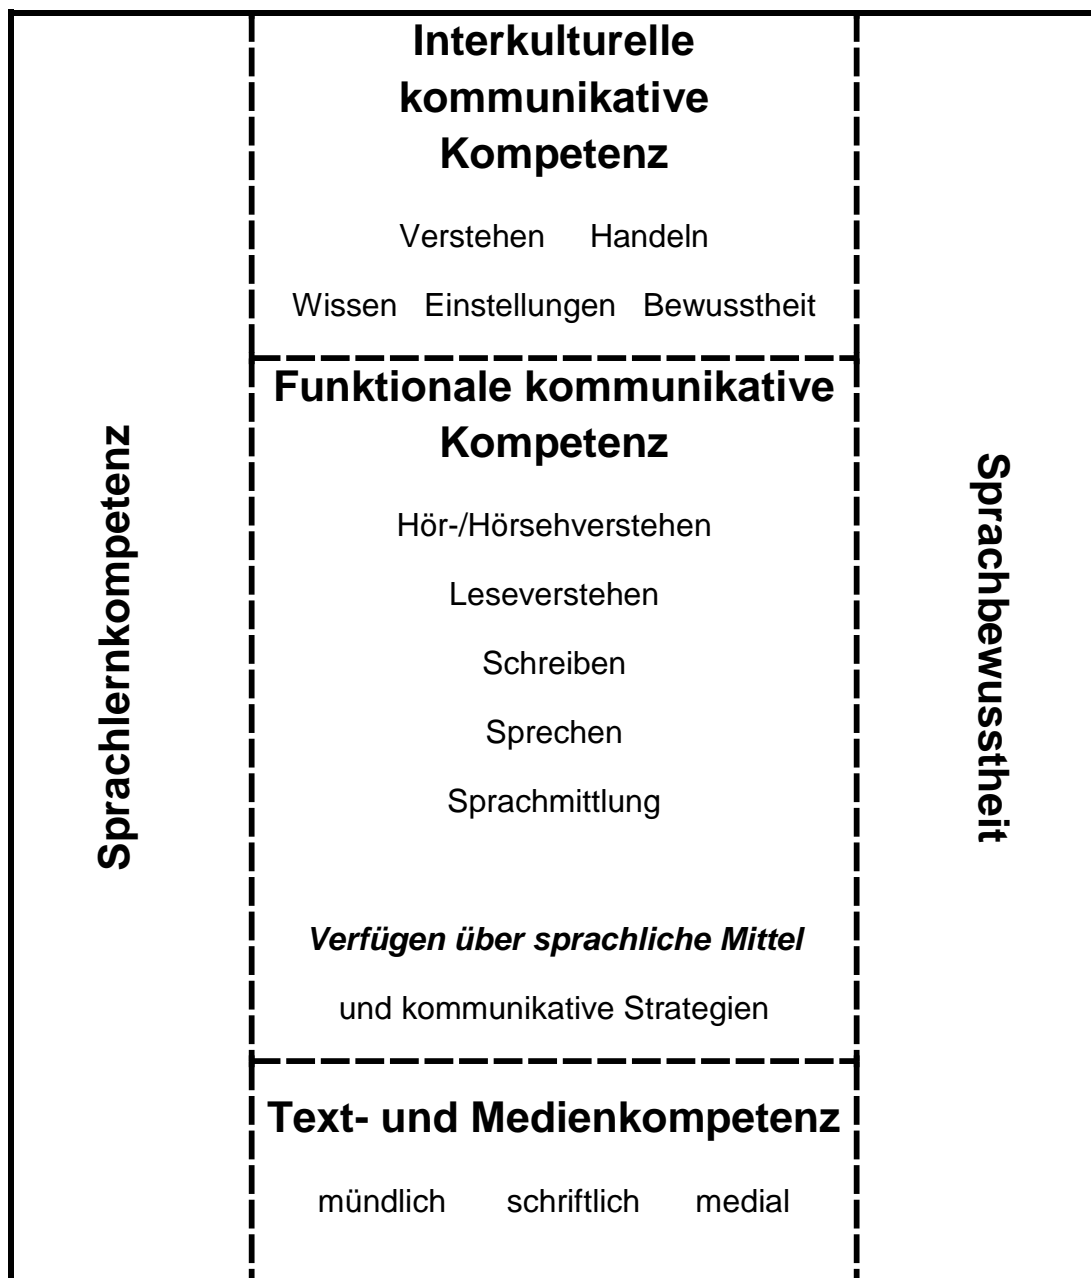 Interkulturelle
kommunikative
Kompetenz
Verstehen Handeln
Wissen Einstellungen Bewusstheit
Funktionale kommunikative
Kompetenz
Hör-/Hörsehverstehen
Leseverstehen
Schreiben
Sprechen
Sprachmittlung
Verfügen über sprachliche Mittel
und kommunikative Strategien
Text- und Medienkompetenz
mündlich schriftlich medial
Sprachlernkompetenz
Sprachbewusstheit